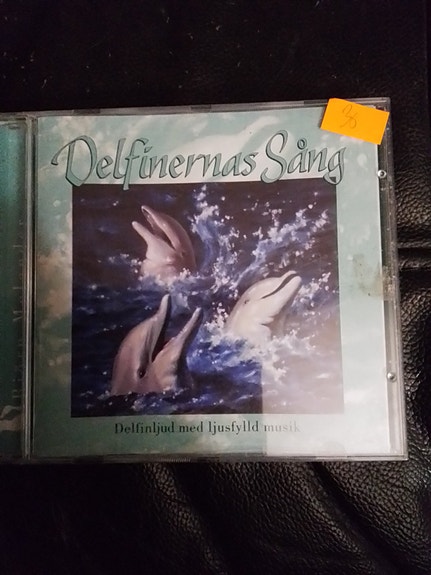 Delfinernas Sång
Delfinljud med ljusfylld musik